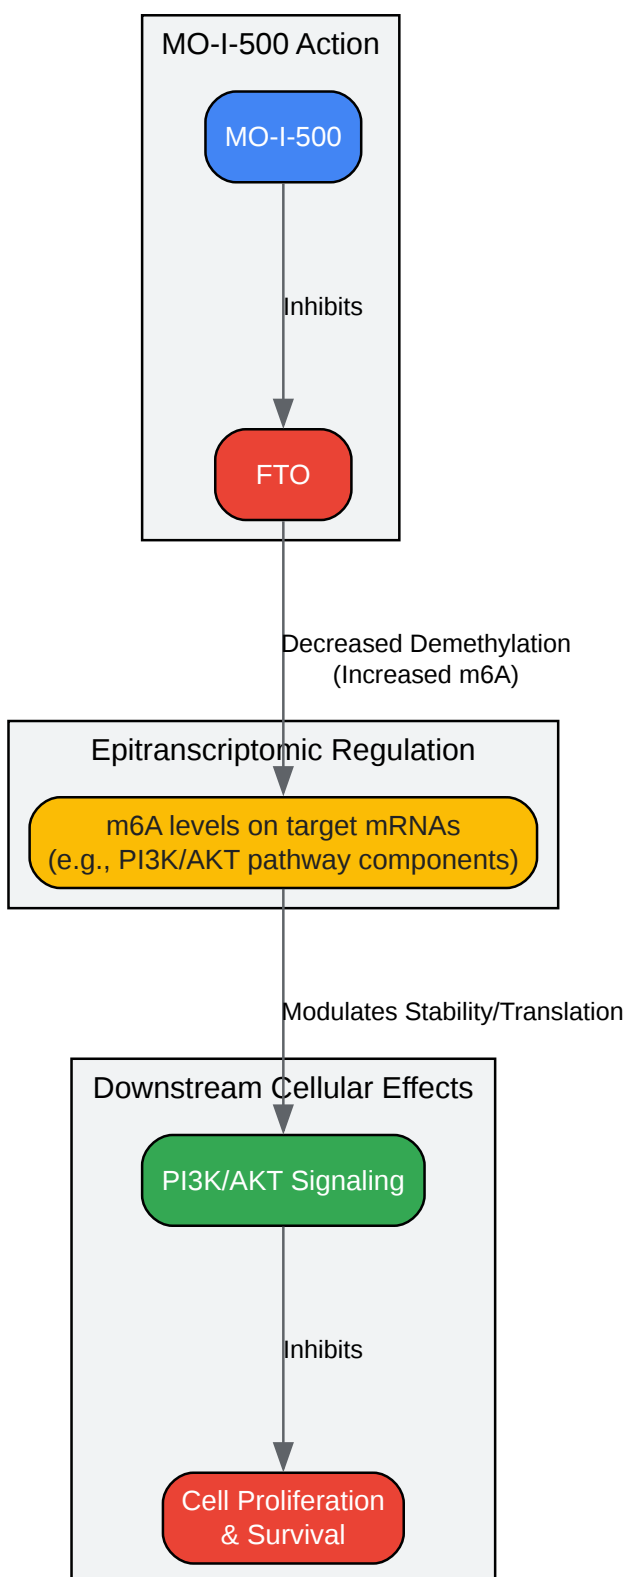 MO-I-500 Action
MO-I-500
Inhibits
FTO
Decreased Demethylation
(Increased m6A)
Epitranscriptomic Regulation
m6A levels on target mRNAs
(e.g., PI3K/AKT pathway components)
Modulates Stability/Translation
Downstream Cellular Effects
PI3K/AKT Signaling
Inhibits
Cell Proliferation
& Survival